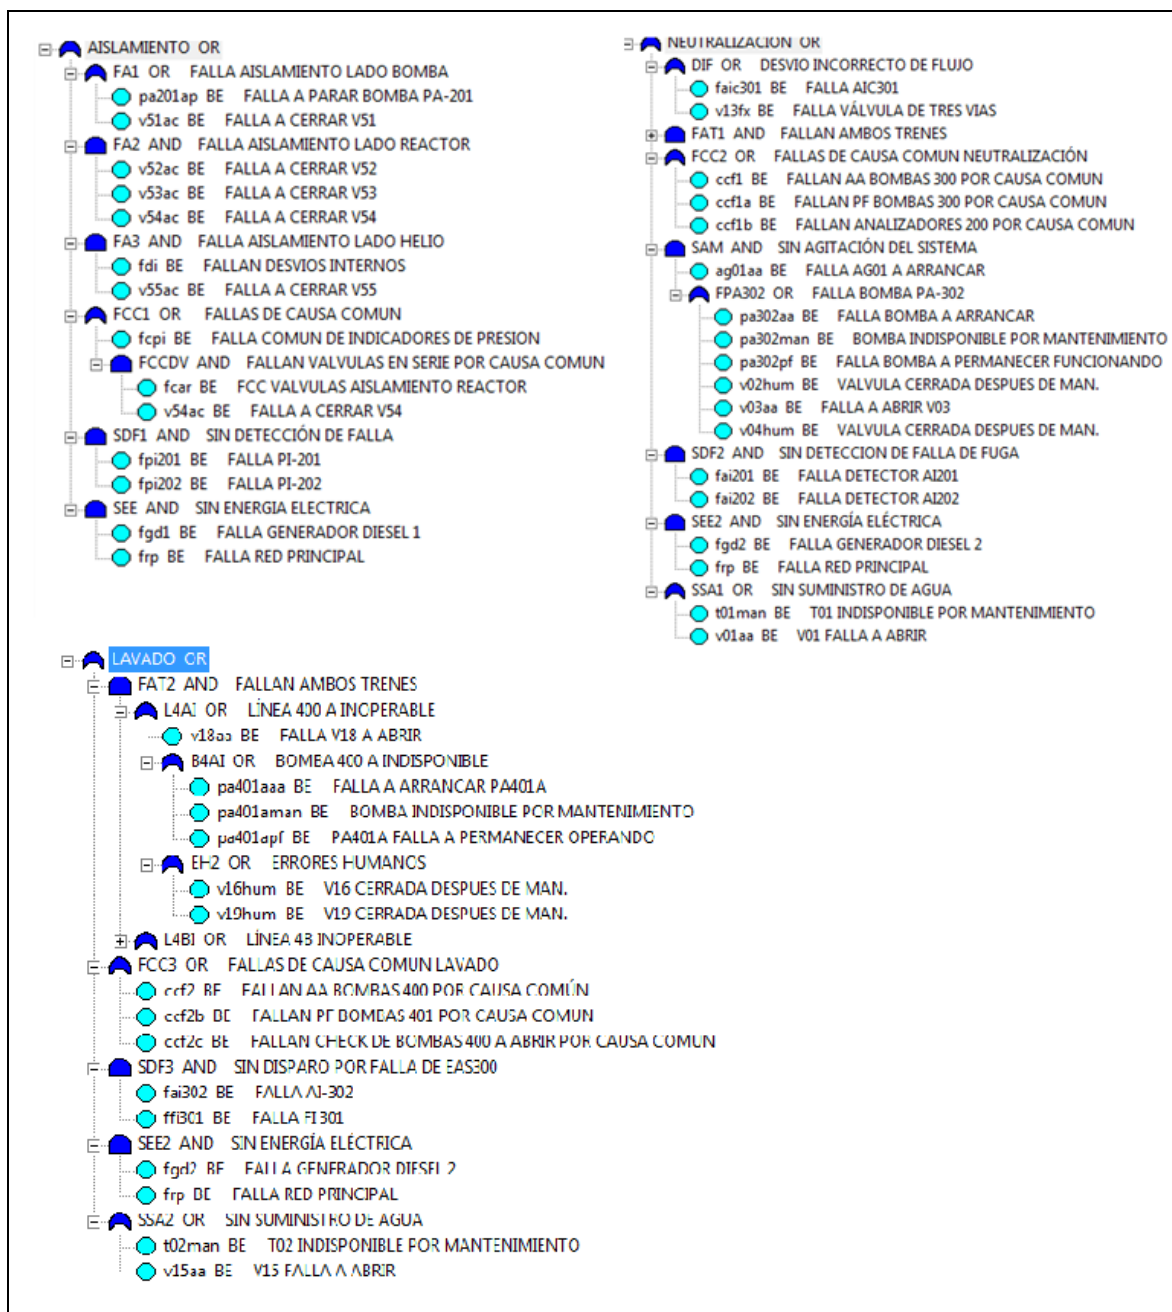 AISLAMIENTO OR
FA1 OR FALLA AISLAMIENTO LADO BOMBA
pa201ap BE FALLA A PARAR BOMBA PA-201
v51ac BE FALLA A CERRAR V51
FA2 AND FALLA AISLAMIENTO LADO REACTOR
v52ac BE FALLA A CERRAR V52
v53ac BE FALLA A CERRAR V53
v54ac BE FALLA A CERRAR V54
FA3 AND FALLA AISLAMIENTO LADO HELIO
fdi BE FALLAN DESVIOS INTERNOS
v55ac BE FALLA A CERRAR V55
FCC1 OR FALLAS DE CAUSA COMUN
fcpi BE FALLA COMUN DE INDICADORES DE PRESION
FCCDV AND FALLAN VALVULAS EN SERIE POR CAUSA COMUN
fcar BE FCC VALVULAS AISLAMIENTO REACTOR
v54ac BE FALLA A CERRAR V54
SDF1 AND SIN DETECCIÓN DE FALLA
fpi201 BE FALLA PI-201
fpi202 BE FALLA PI-202
SEE AND SIN ENERGIA ELECTRICA
fgd1 BE FALLA GENERADOR DIESEL 1
frp BE FALLA RED PRINCIPAL
NEUTRALIZACION OR
DIF OR DESVIO INCORRECTO DE FLUJO
faic301 BE FALLA AIC301
v13fx BE FALLA VÁLVULA DE TRES VIAS
FAT1 AND FALLAN AMBOS TRENES
FCC2 OR FALLAS DE CAUSA COMUN NEUTRALIZACIÓN
ccf1 BE FALLAN AA BOMBAS 300 POR CAUSA COMUN
ccf1a BE FALLAN PF BOMBAS 300 POR CAUSA COMUN
ccf1b BE FALLAN ANALIZADORES 200 POR CAUSA COMUN
SAM AND SIN AGITACIÓN DEL SISTEMA
ag01aa BE FALLA AG01 A ARRANCAR
FPA302 OR FALLA BOMBA PA-302
pa302aa BE FALLA BOMBA A ARRANCAR
pa302man BE BOMBA INDISPONIBLE POR MANTENIMIENTO
pa302pf BE FALLA BOMBA A PERMANECER FUNCIONANDO
v02hum BE VALVULA CERRADA DESPUES DE MAN.
v03aa BE FALLA A ABRIR V03
v04hum BE VALVULA CERRADA DESPUES DE MAN.
SDF2 AND SIN DETECCION DE FALLA DE FUGA
fai201 BE FALLA DETECTOR AI201
fai202 BE FALLA DETECTOR AI202
SEE2 AND SIN ENERGÍA ELÉCTRICA
fgd2 BE FALLA GENERADOR DIESEL 2
frp BE FALLA RED PRINCIPAL
SSA1 OR SIN SUMINISTRO DE AGUA
t01man BE T01 INDISPONIBLE POR MANTENIMIENTO
v01aa BE V01 FALLA A ABRIR
LAVADO OR
FAT2 AND FALLAN AMBOS TRENES
L4AI OR LÍNEA 400 A INOPERABLE
v18aa BE FALLA V18 A ABRIR
B4AI OR BOMBA 400 A INDISPONIBLE
pa401aaa BE FALLA A ARRANCAR PA401A
pa401aman BE BOMBA INDISPONIBLE POR MANTENIMIENTO
pa401apf BE PA401A FALLA A PERMANECER OPERANDO
EH2 OR ERRORES HUMANOS
v16hum BE V16 CERRADA DESPUES DE MAN.
v19hum BE V19 CERRADA DESPUES DE MAN.
L4BI OR LÍNEA 4B INOPERABLE
FCC3 OR FALLAS DE CAUSA COMUN LAVADO
ccf2 BE FALLAN AA BOMBAS 400 POR CAUSA COMÚN
ccf2b BE FALLAN PF BOMBAS 401 POR CAUSA COMUN
ccf2c BE FALLAN CHECK DE BOMBAS 400 A ABRIR POR CAUSA COMUN
SDF3 AND SIN DISPARO POR FALLA DE EAS300
fai302 BE FALLA AI-302
ffi301 BE FALLA FI301
SEE2 AND SIN ENERGÍA ELÉCTRICA
fgd2 BE FALLA GENERADOR DIESEL 2
frp BE FALLA RED PRINCIPAL
SSA2 OR SIN SUMINISTRO DE AGUA
t02man BE T02 INDISPONIBLE POR MANTENIMIENTO
v15aa BE V15 FALLA A ABRIR